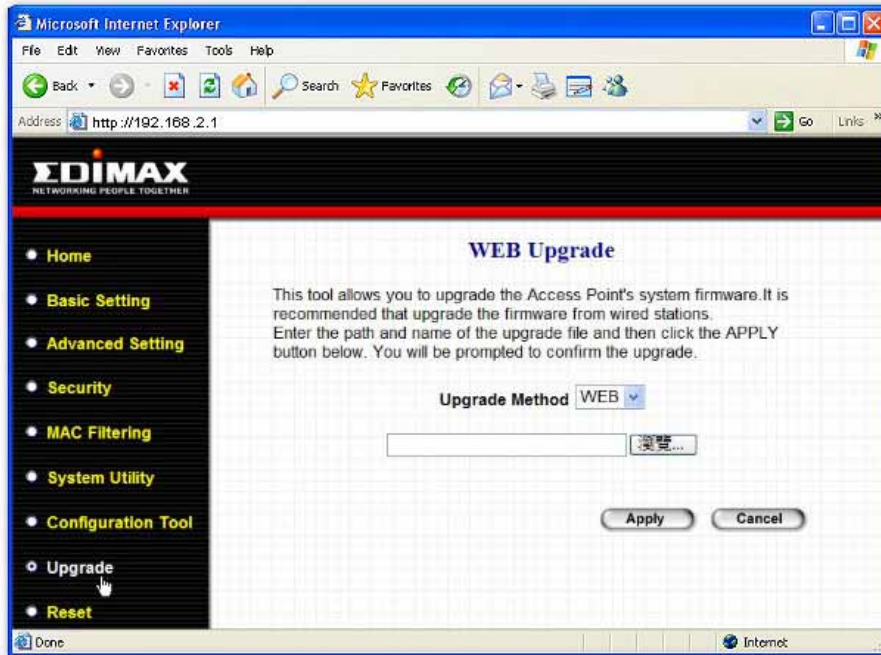 Microsoft Internet Explorer
File Edit View Favorites Tools Help
Back Search Favorites
Address http://192.168.2.1 Go Links »
EDIMAX
NETWORKING PEOPLE TOGETHER
Home
Basic Setting
Advanced Setting
Security
MAC Filtering
System Utility
Configuration Tool
Upgrade
Reset
WEB Upgrade
This tool allows you to upgrade the Access Point's system firmware.It is
recommended that upgrade the firmware from wired stations.
Enter the path and name of the upgrade file and then click the APPLY
button below. You will be prompted to confirm the upgrade.
Upgrade Method WEB
瀏覽...
Apply Cancel
Done Internet